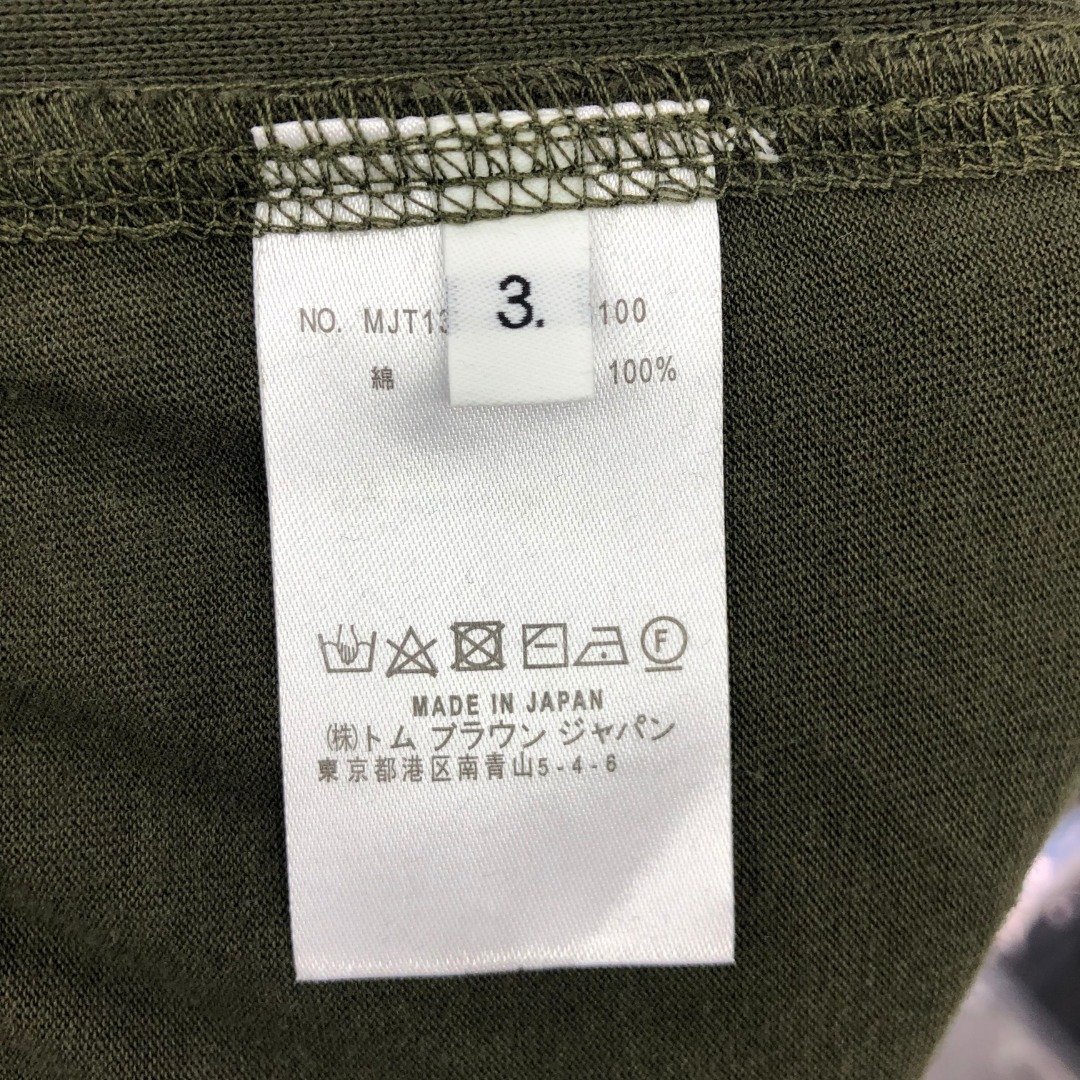 3.
NO. MJT13 100
綿 100%
F
MADE IN JAPAN
(株)トム ブラウン ジャパン
東京都港区南青山5-4-6